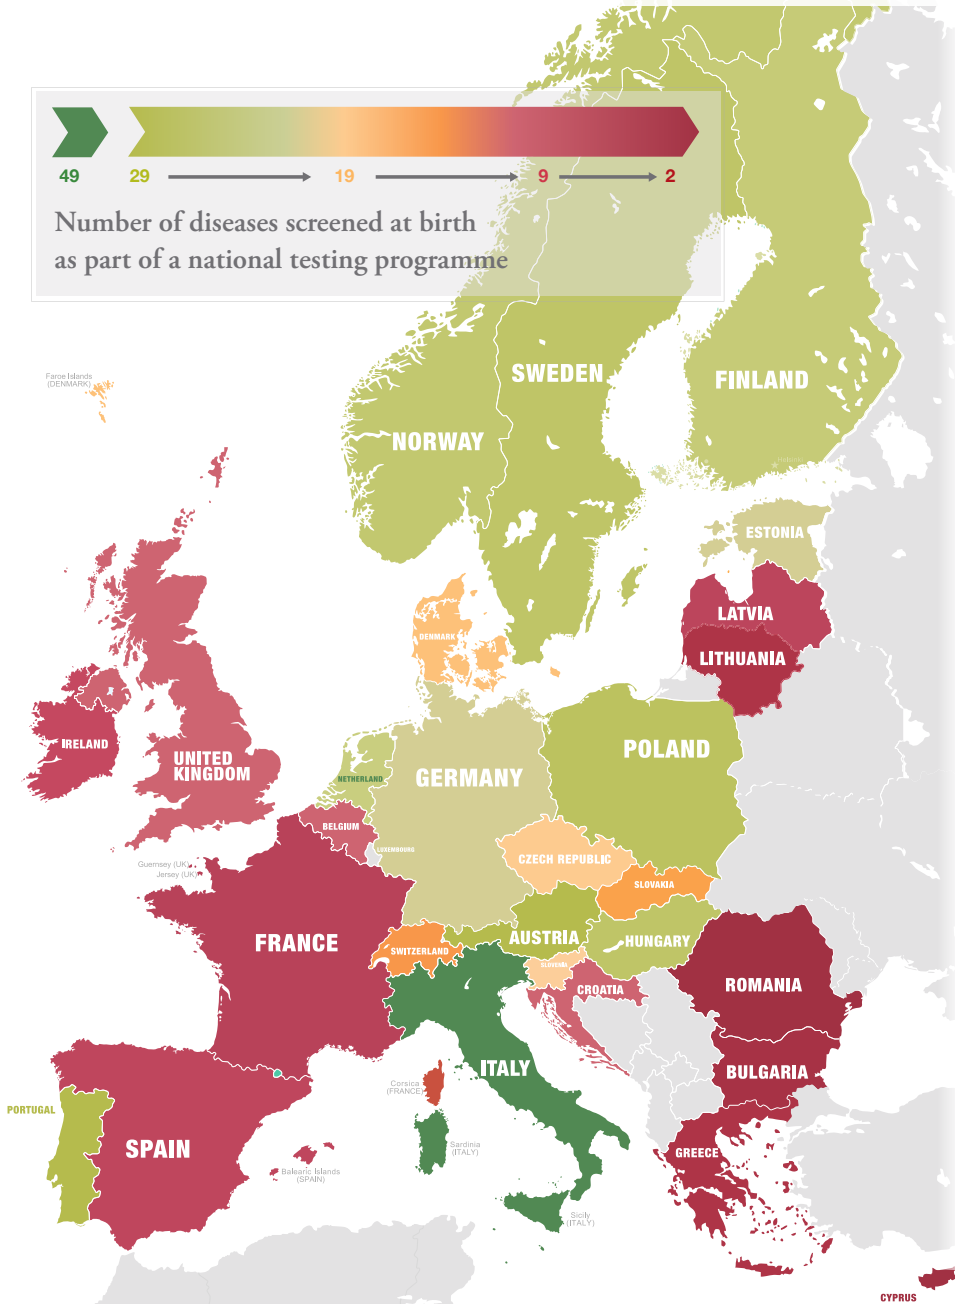 49
29
19
9
2
Number of diseases screened at birth
as part of a national testing programme
Faroe Islands
(DENMARK)
SWEDEN
FINLAND
NORWAY
ESTONIA
LATVIA
DENMARK
LITHUANIA
IRELAND
UNITED
KINGDOM
POLAND
NETHERLAND
GERMANY
BELGIUM
LUXEMBOURG
CZECH REPUBLIC
Guernsey (UK)
Jersey (UK)
SLOVAKIA
FRANCE
SWITZERLAND
AUSTRIA
HUNGARY
SLOVENIA
CROATIA
ROMANIA
ITALY
BULGARIA
Corsica
(FRANCE)
PORTUGAL
SPAIN
Sardinia
(ITALY)
GREECE
Balearic Islands
(SPAIN)
Sicily
(ITALY)
CYPRUS